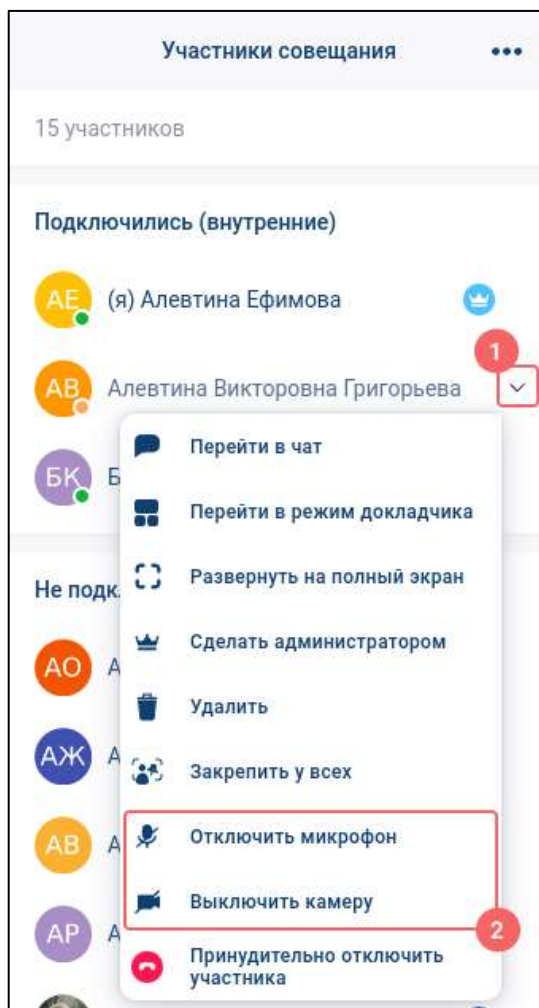 Участники совещания
15 участников
Подключились (внутренние)
АЕ (я) Алевтина Ефимова
1
АВ Алевтина Викторовна Григорьева
БК Б
Перейти в чат
Перейти в режим докладчика
Развернуть на полный экран
Не подк
Сделать администратором
АО А
Удалить
АЖ А
Закрепить у всех
АВ А
Отключить микрофон
Выключить камеру
2
АР А
Принудительно отключить
участника